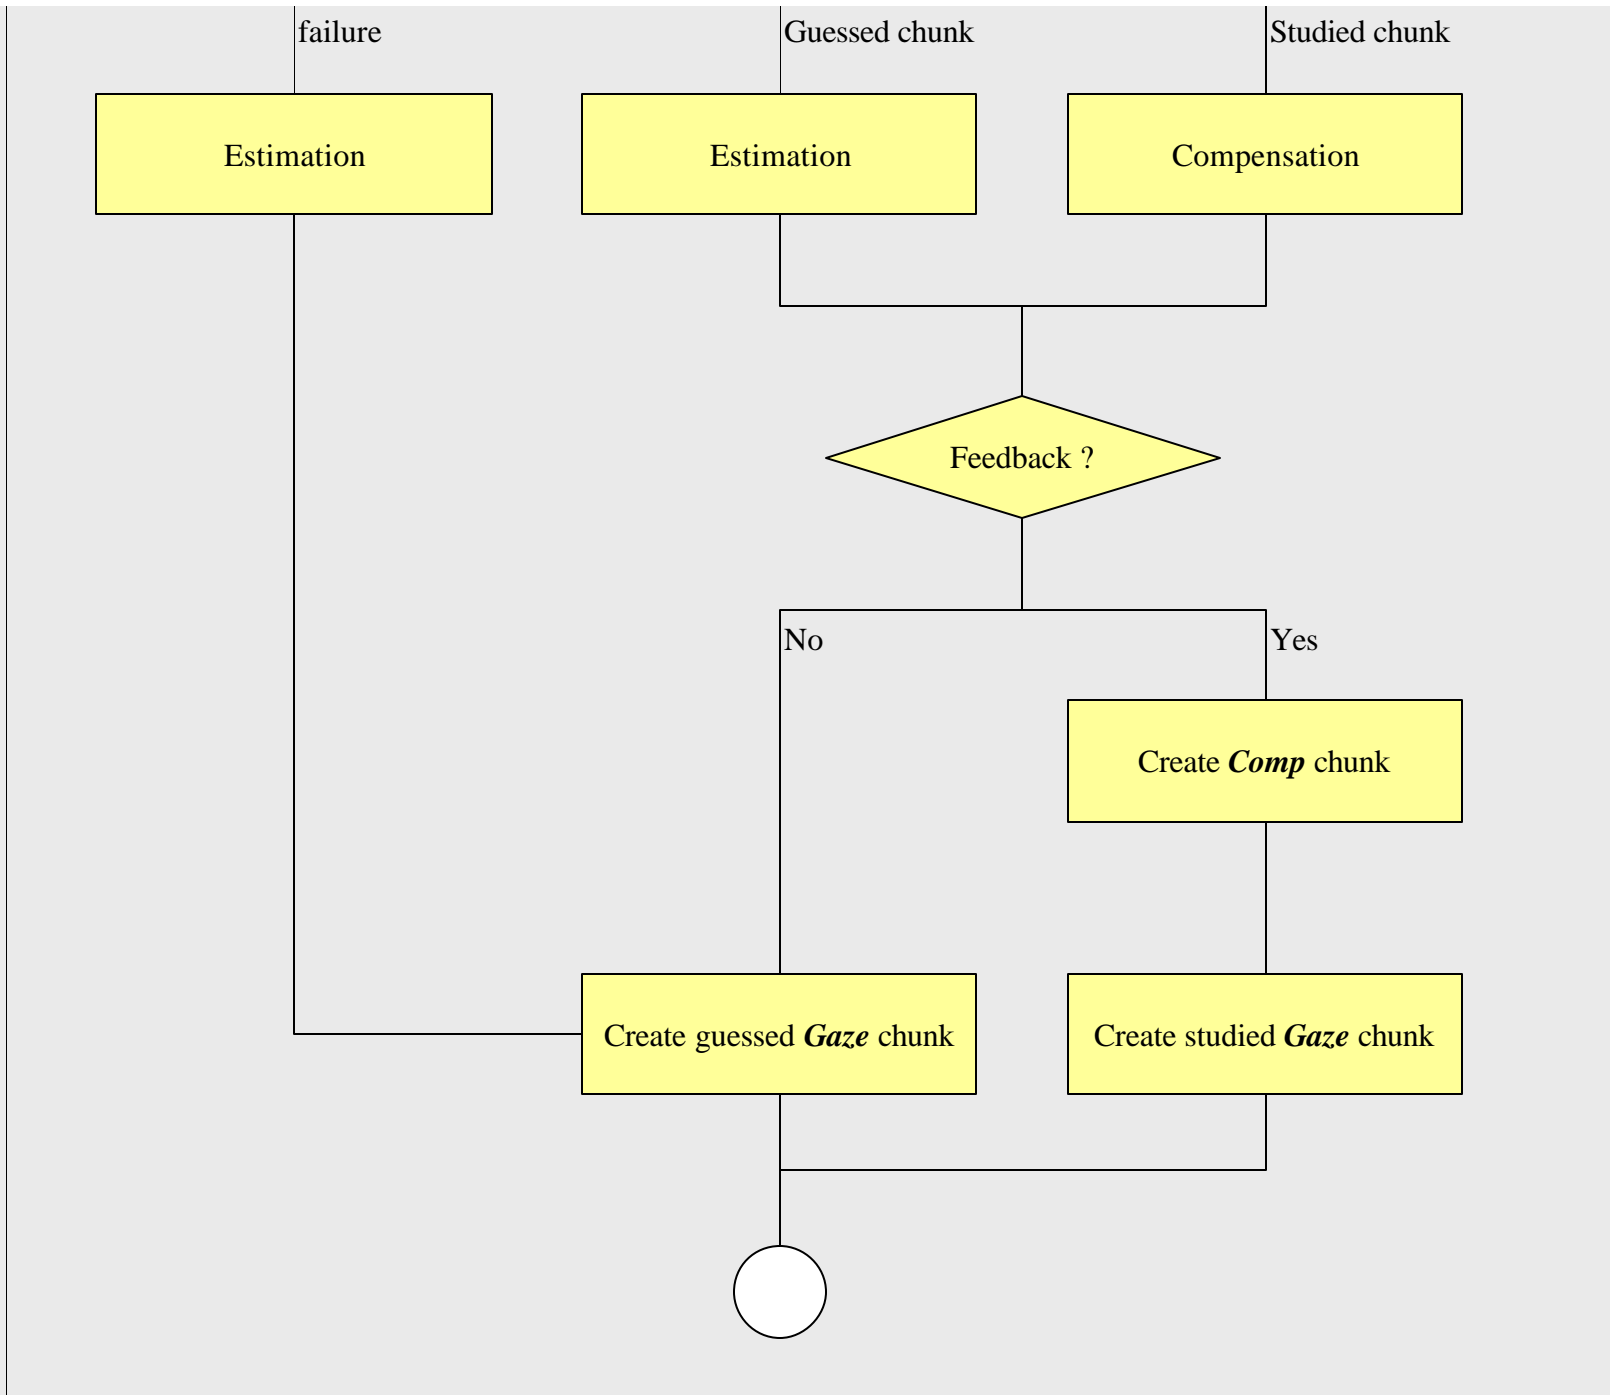 failure
Guessed chunk
Studied chunk
Estimation
Estimation
Compensation
Feedback ?
No
Yes
Create Comp chunk
Create guessed Gaze chunk
Create studied Gaze chunk